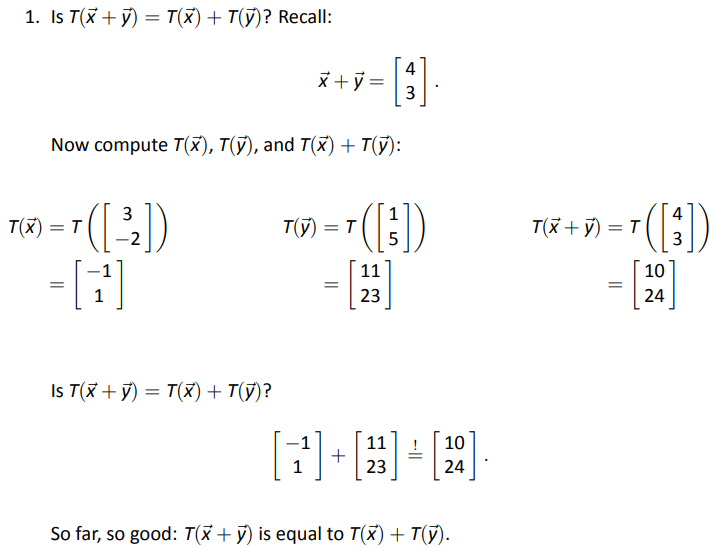 1. Is T(x⃗ + y⃗) = T(x⃗) + T(y⃗)? Recall:
x⃗ + y⃗ = [4 3].
Now compute T(x⃗), T(y⃗), and T(x⃗) + T(y⃗):
T(x⃗) = T([3 −2]) T(y⃗) = T([1 5]) T(x⃗ + y⃗) = T([4 3])
= [−1 1] = [11 23] = [10 24]
Is T(x⃗ + y⃗) = T(x⃗) + T(y⃗)?
[−1 1] + [11 23] =! [10 24].
So far, so good: T(x⃗ + y⃗) is equal to T(x⃗) + T(y⃗).